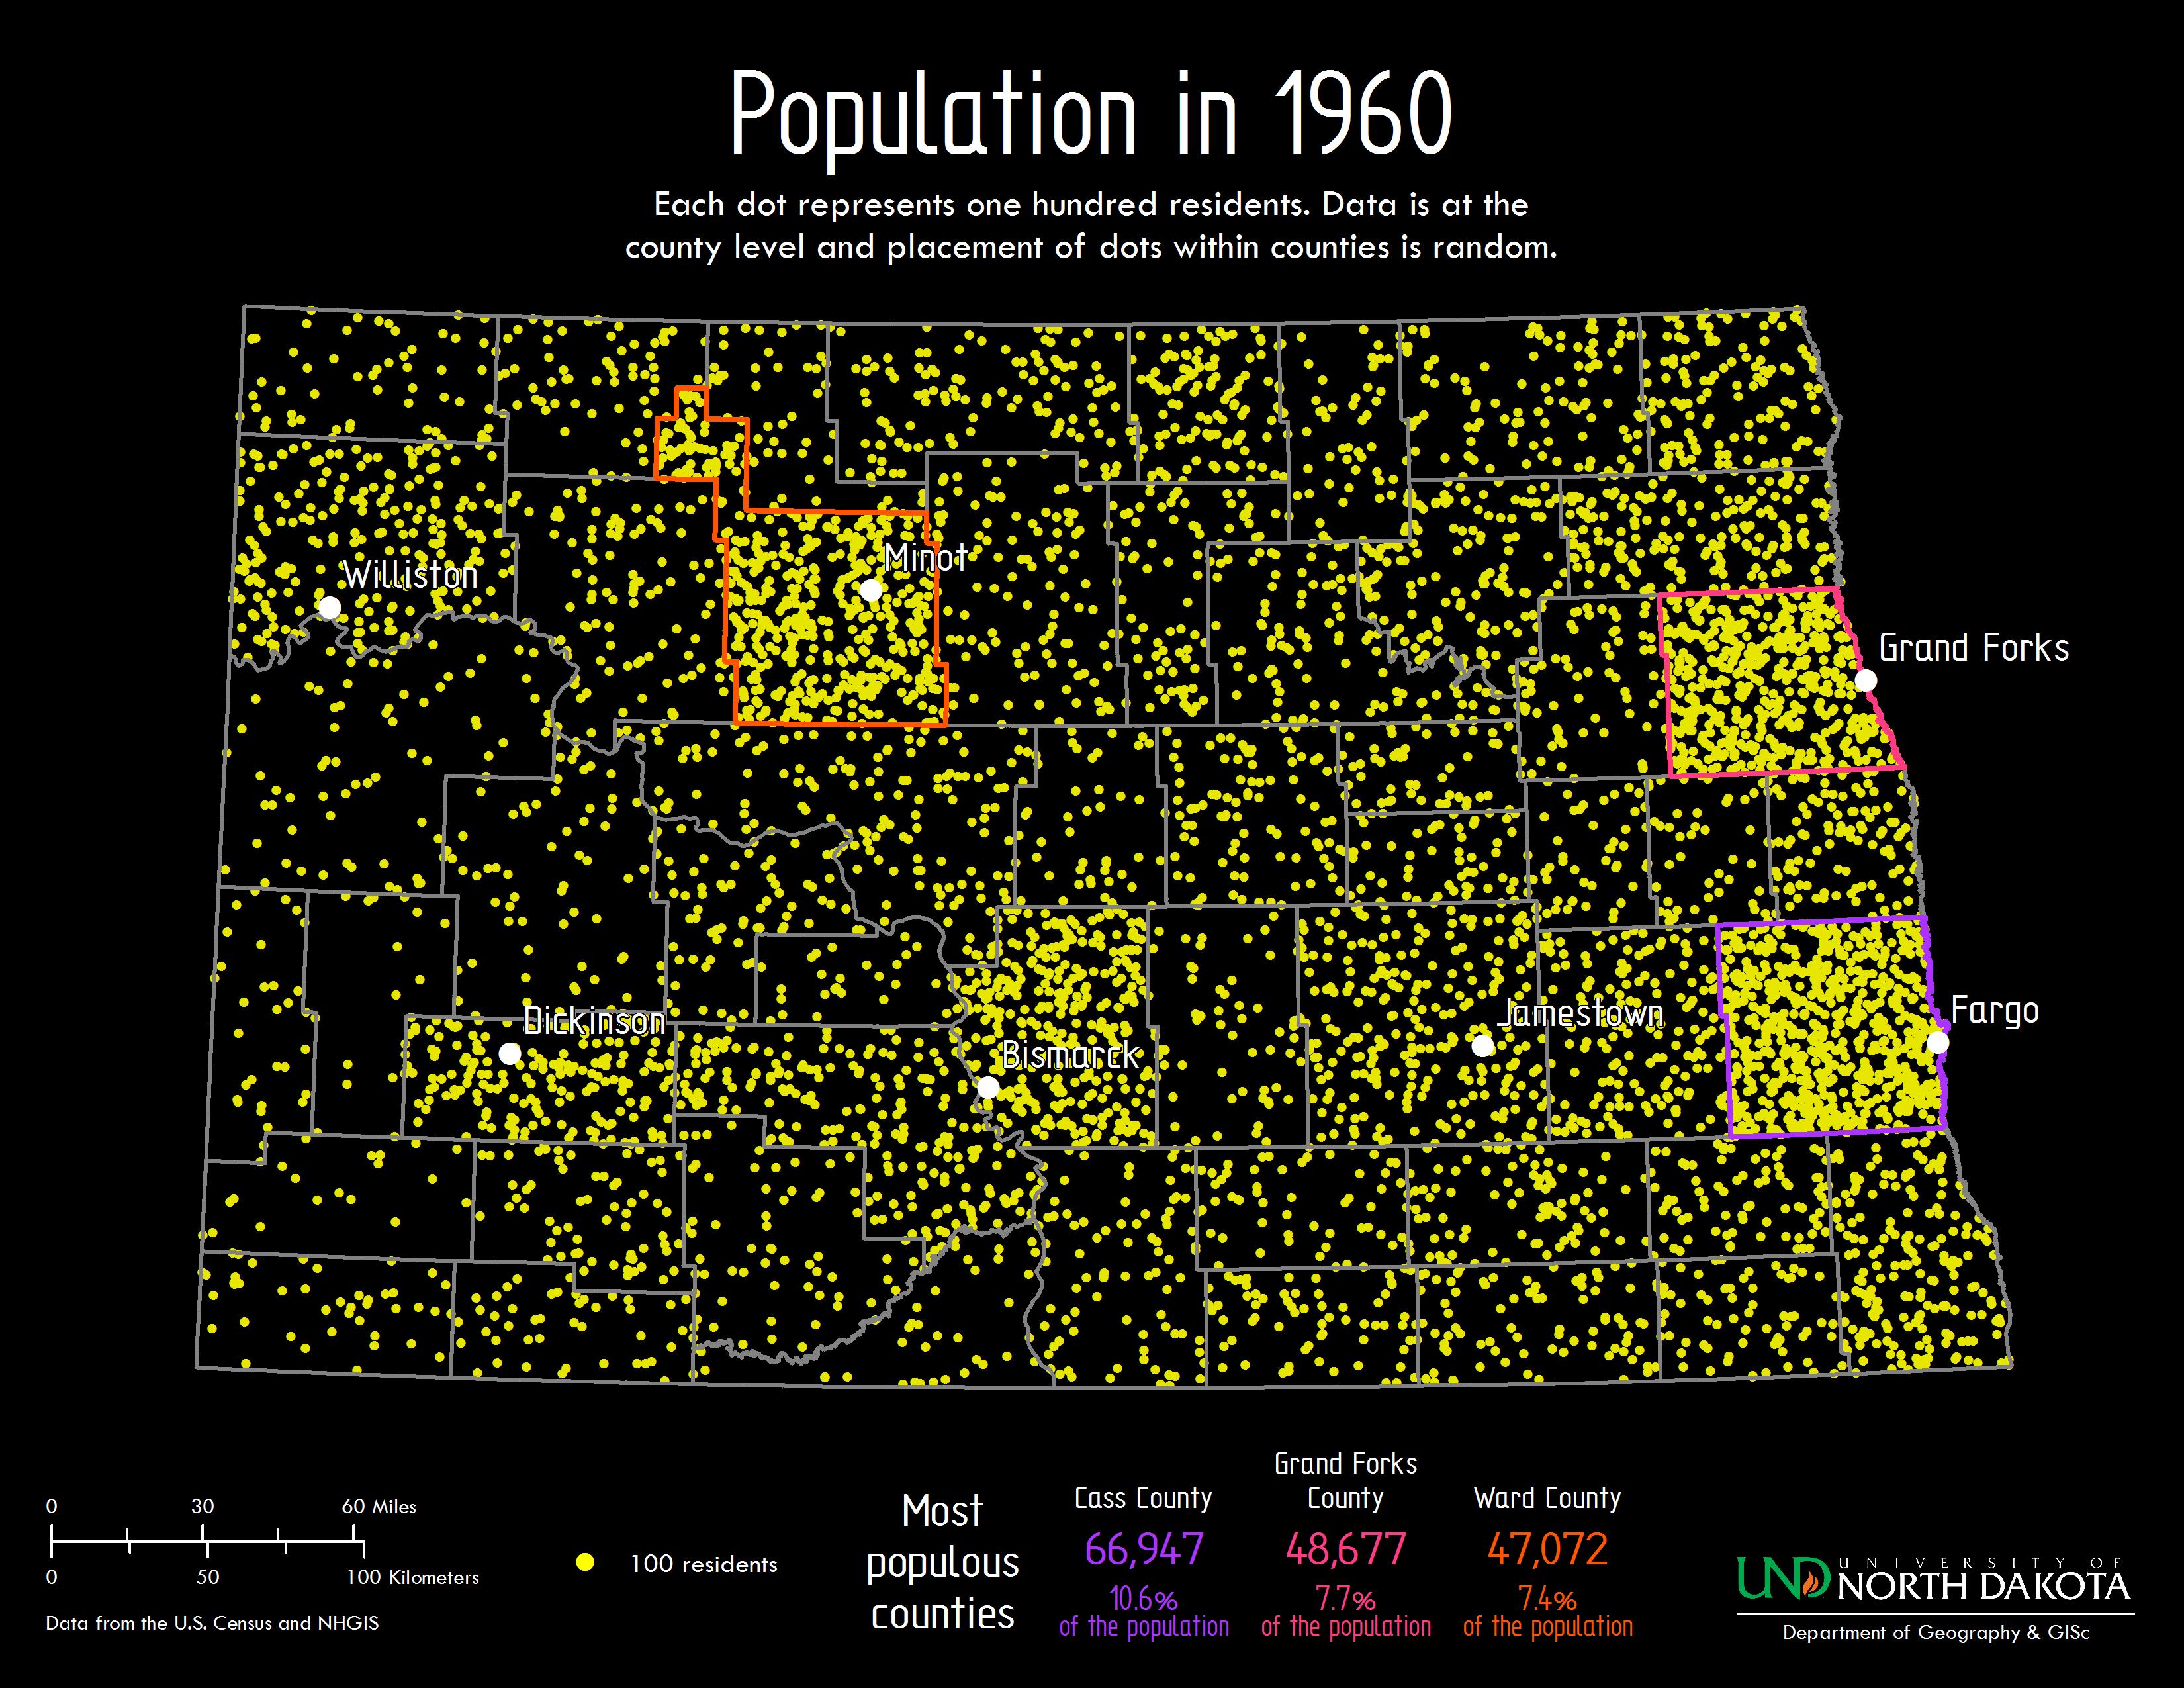 Population in 1960
Each dot represents one hundred residents. Data is at the
county level and placement of dots within counties is random.
Minot
Williston
Grand Forks
Dickinson
Jamestown
Fargo
Bismarck
0 30 60 Miles
0 50 100 Kilometers
Data from the U.S. Census and NHGIS
100 residents
Most
populous
counties
Cass County
66,947
10.6%
of the population
Grand Forks
County
48,677
7.7%
of the population
Ward County
47,072
7.4%
of the population
UND
UNIVERSITY OF
NORTH DAKOTA
Department of Geography & GISc